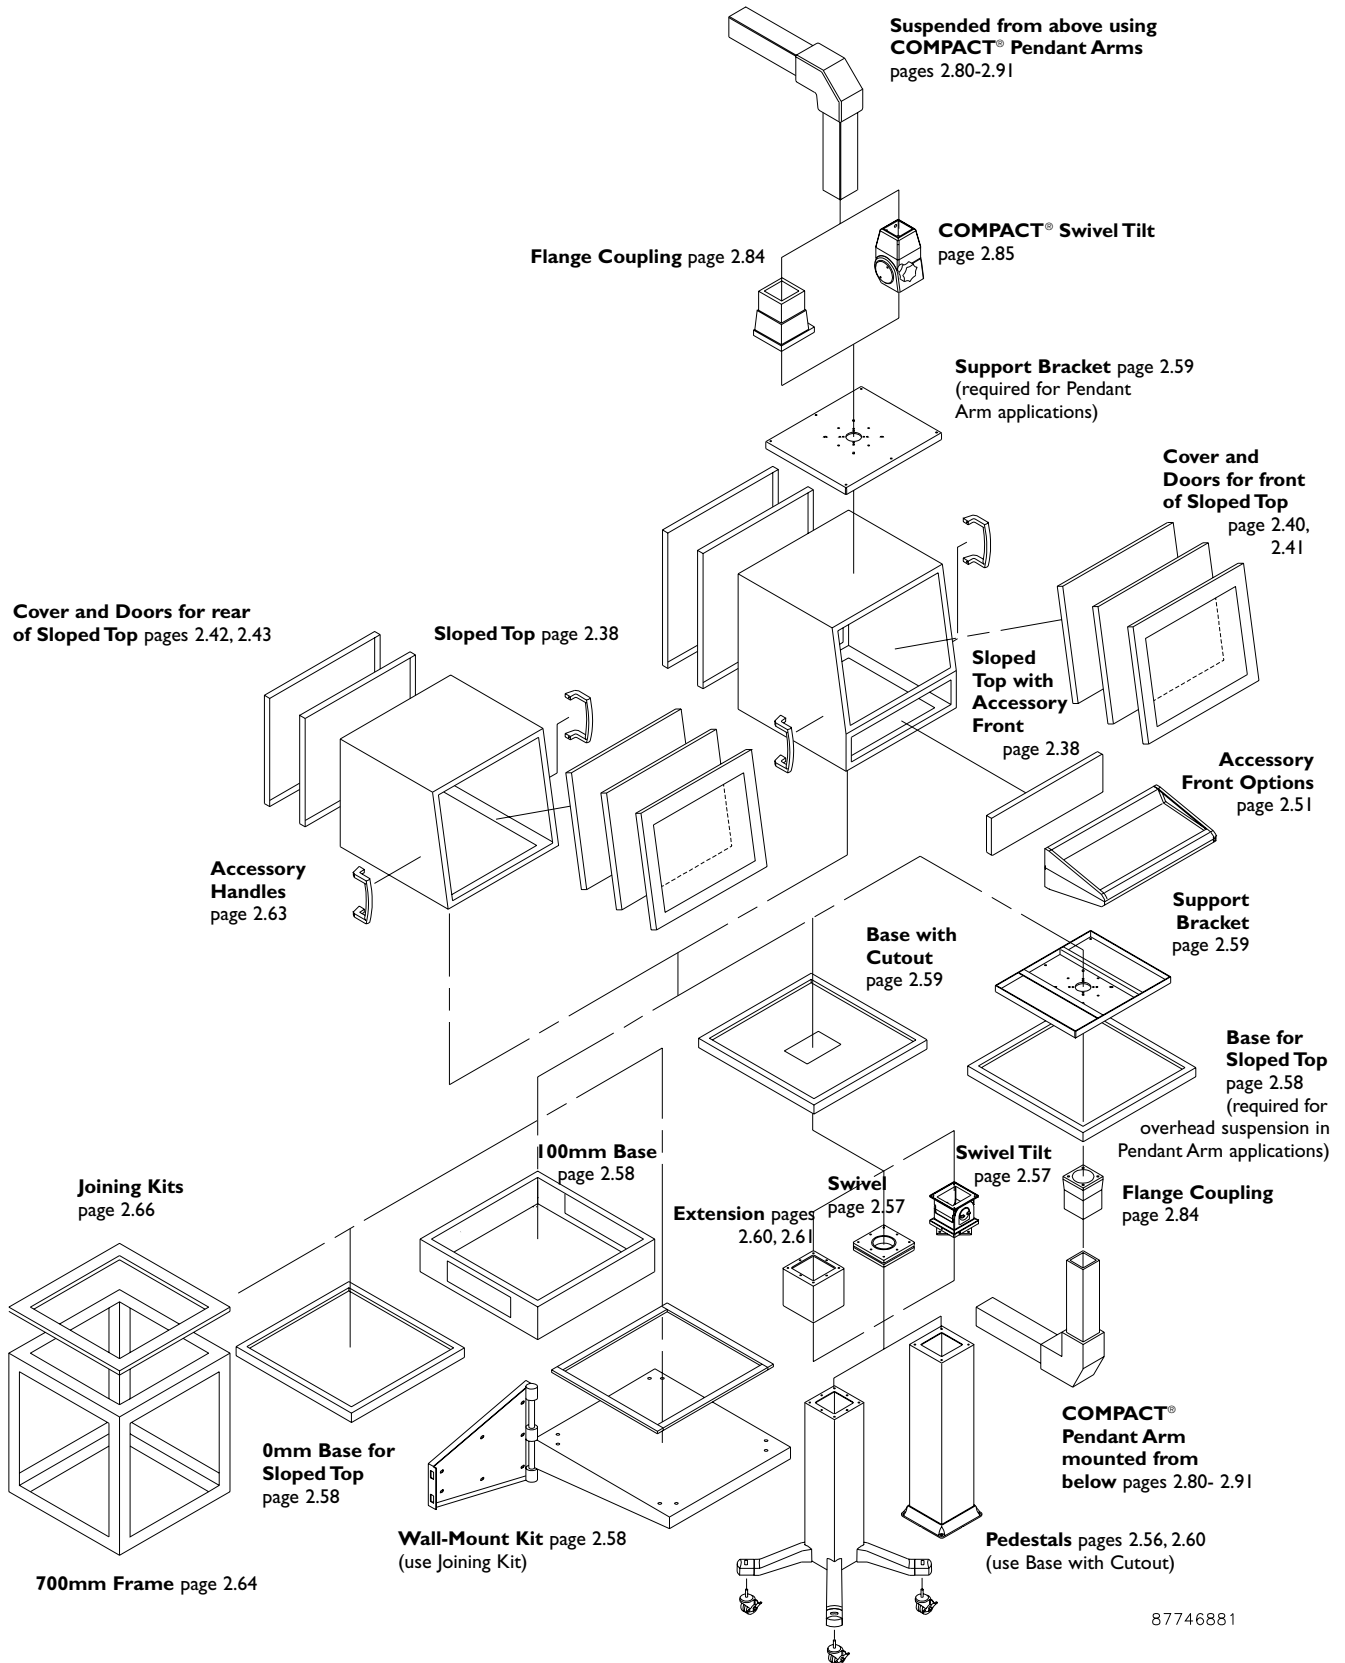 Suspended from above using
COMPACT® Pendant Arms
pages 2.80-2.91
COMPACT® Swivel Tilt
page 2.85
Flange Coupling page 2.84
Support Bracket page 2.59
(required for Pendant
Arm applications)
Cover and
Doors for front
of Sloped Top
page 2.40,
2.41
Cover and Doors for rear
of Sloped Top pages 2.42, 2.43
Sloped Top page 2.38
Sloped
Top with
Accessory
Front
page 2.38
Accessory
Front Options
page 2.51
Accessory
Handles
page 2.63
Support
Bracket
page 2.59
Base with
Cutout
page 2.59
Base for
Sloped Top
page 2.58
(required for
overhead suspension in
Pendant Arm applications)
100mm Base
page 2.58
Swivel Tilt
page 2.57
Swivel
page 2.57
Joining Kits
page 2.66
Extension pages
2.60, 2.61
Flange Coupling
page 2.84
0mm Base for
Sloped Top
page 2.58
COMPACT®
Pendant Arm
mounted from
below pages 2.80- 2.91
Wall-Mount Kit page 2.58
(use Joining Kit)
Pedestals pages 2.56, 2.60
(use Base with Cutout)
700mm Frame page 2.64
87746881